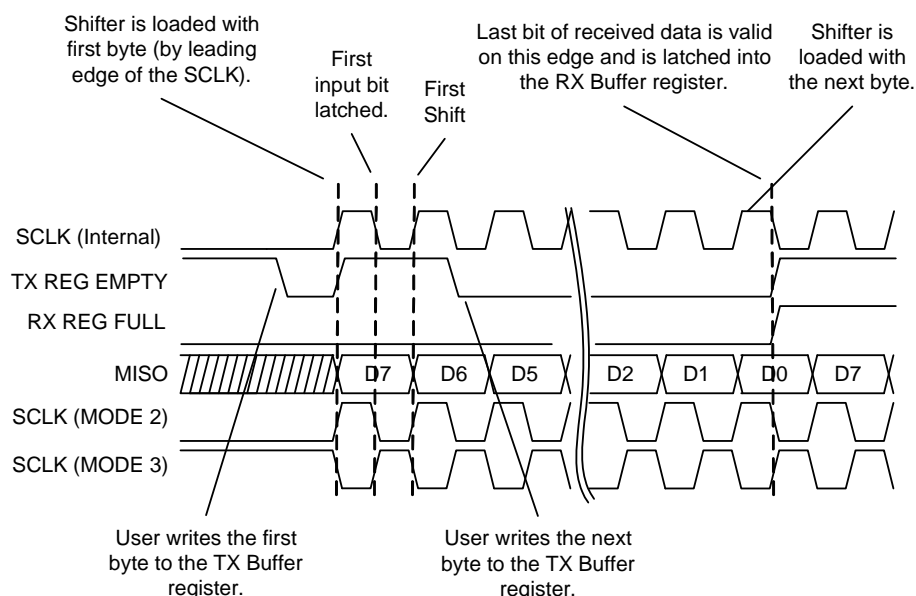 Shifter is loaded with
first byte (by leading
edge of the SCLK).
First
input bit
latched.
First
Shift
Last bit of received data is valid
on this edge and is latched into
the RX Buffer register.
Shifter is
loaded with
the next byte.
SCLK (Internal)
TX REG EMPTY
RX REG FULL
MISO
D7
D6
D5
D2
D1
D0
D7
SCLK (MODE 2)
SCLK (MODE 3)
User writes the first
byte to the TX Buffer
register.
User writes the next
byte to the TX Buffer
register.